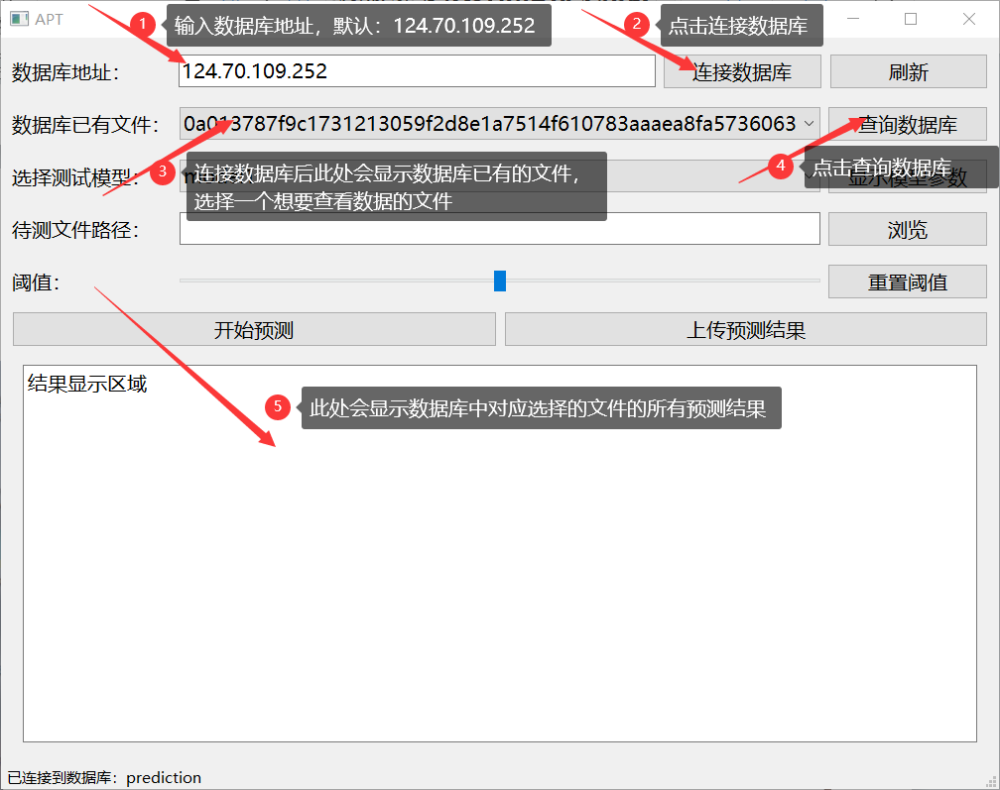 APT
1 输入数据库地址，默认：124.70.109.252
2 点击连接数据库
数据库地址：
124.70.109.252
连接数据库
刷新
数据库已有文件：
0a013787f9c1731213059f2d8e1a7514f610783aaaea8fa5736063
查询数据库
3 连接数据库后此处会显示数据库已有的文件，
选择一个想要查看数据的文件
4 点击查询数据库
选择测试模型：
显示模型参数
待测文件路径：
浏览
阈值：
重置阈值
开始预测
上传预测结果
结果显示区域
5 此处会显示数据库中对应选择的文件的所有预测结果
已连接到数据库：prediction